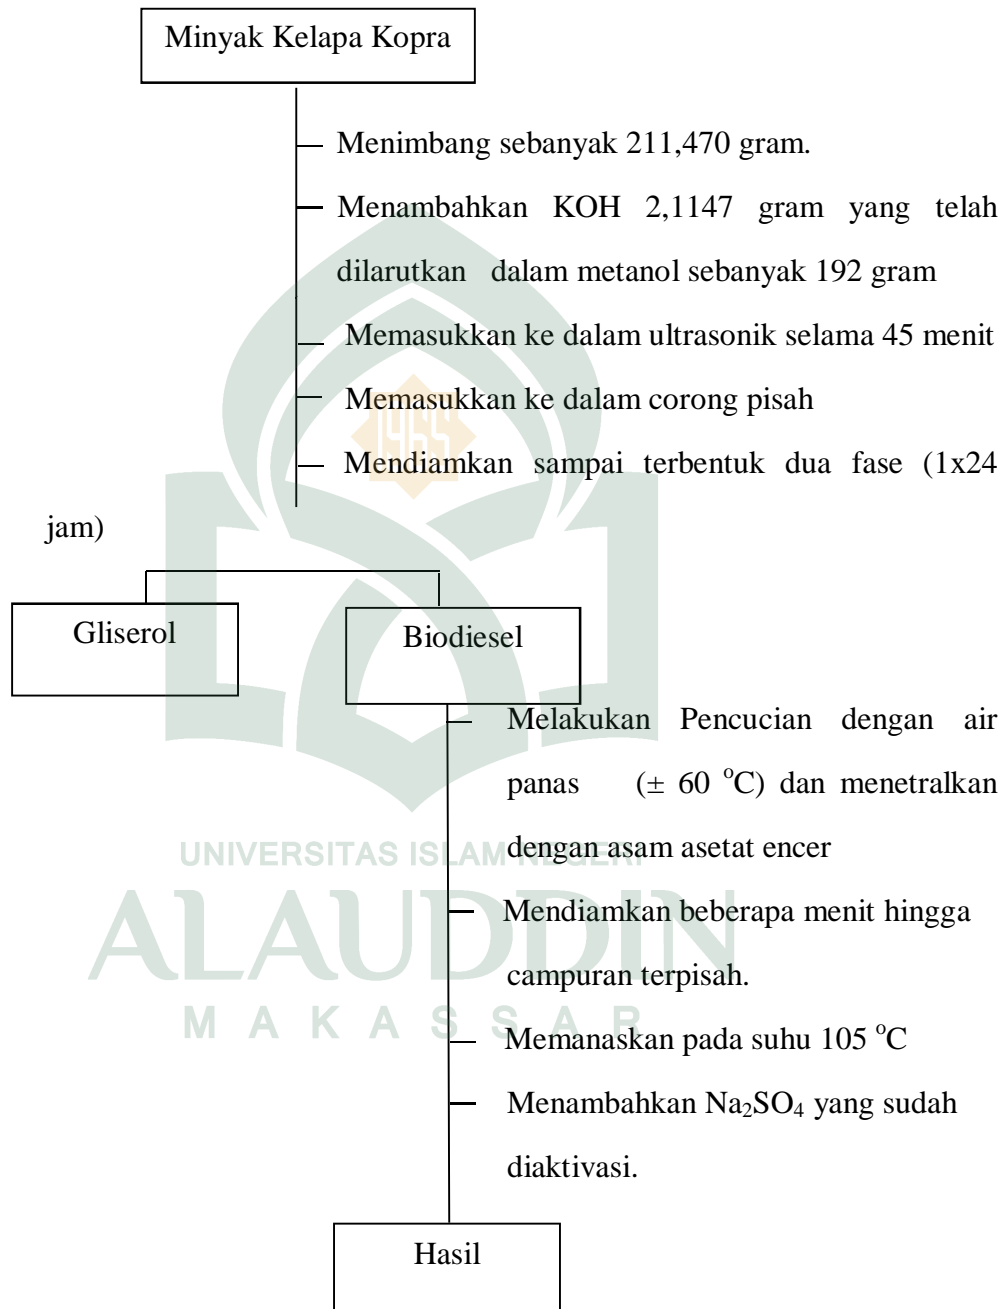 Minyak Kelapa Kopra
Menimbang sebanyak 211,470 gram.
Menambahkan KOH 2,1147 gram yang telah
dilarutkan dalam metanol sebanyak 192 gram
Memasukkan ke dalam ultrasonik selama 45 menit
Memasukkan ke dalam corong pisah
1965
Mendiamkan sampai terbentuk dua fase (1x24
jam)
Gliserol
Biodiesel
Melakukan Pencucian dengan air
panas (± 60 °C) dan menetralkan
dengan asam asetat encer
UNIVERSITAS ISLAM NEGERI
Mendiamkan beberapa menit hingga
ALAUDDIN
campuran terpisah.
MAKASSAR
Memanaskan pada suhu 105 °C
Menambahkan Na₂SO₄ yang sudah
diaktivasi.
Hasil